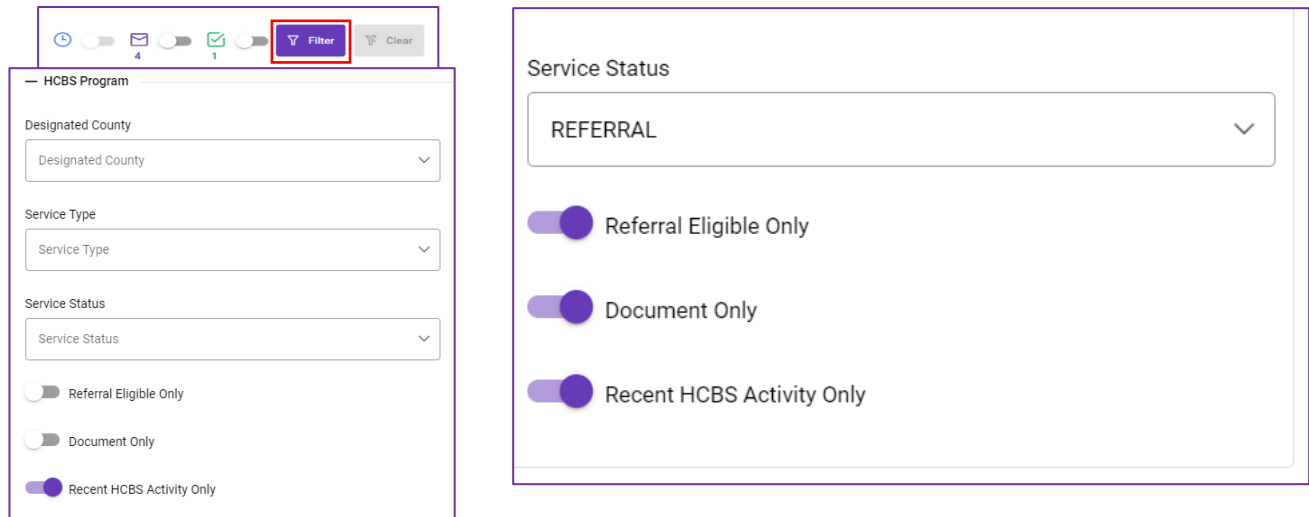 4
1
Filter
Clear
HCBS Program
Designated County
Designated County
Service Type
Service Type
Service Status
Service Status
Referral Eligible Only
Document Only
Recent HCBS Activity Only
Service Status
REFERRAL
Referral Eligible Only
Document Only
Recent HCBS Activity Only